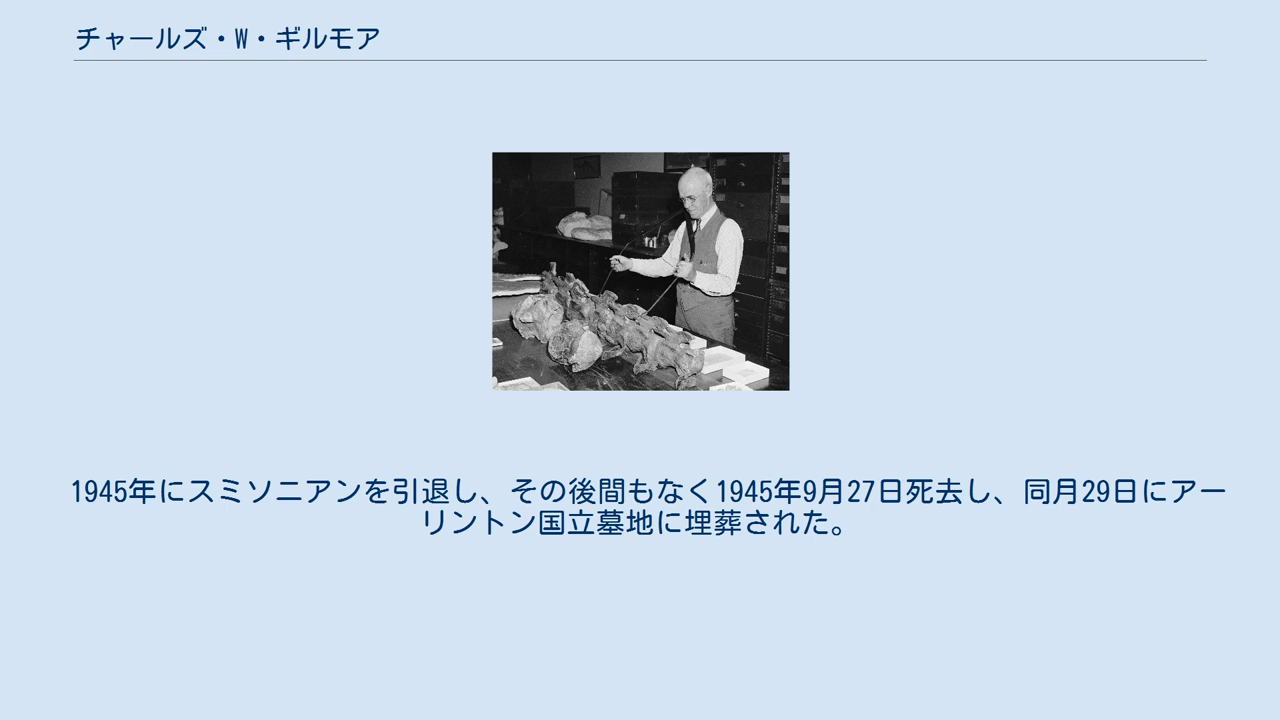 チャールズ・W・ギルモア
1945年にスミソニアンを引退し、その後間もなく1945年9月27日死去し、同月29日にアー
リントン国立墓地に埋葬された。